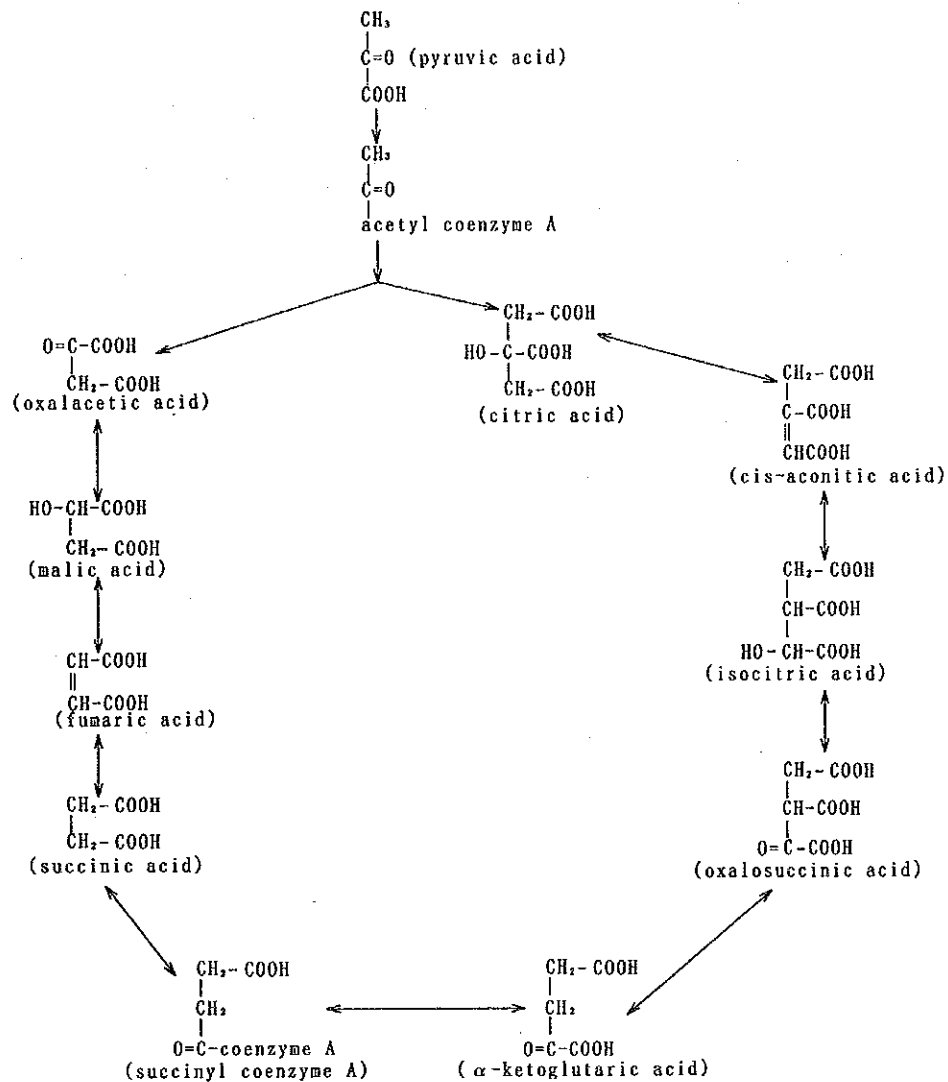 CH₃
C=O (pyruvic acid)
COOH
CH₃
C=O
acetyl coenzyme A
CH₂-COOH
HO-C-COOH
CH₂-COOH
(citric acid)
O=C-COOH
CH₂-COOH
(oxalacetic acid)
CH₂-COOH
C-COOH
CHCOOH
(cis-aconitic acid)
HO-CH-COOH
CH₂-COOH
(malic acid)
CH₂-COOH
CH-COOH
HO-CH-COOH
(isocitric acid)
CH-COOH
CH-COOH
(fumaric acid)
CH₂-COOH
CH-COOH
O=C-COOH
(oxalosuccinic acid)
CH₂-COOH
CH₂-COOH
(succinic acid)
CH₂-COOH
CH₂
O=C-coenzyme A
(succinyl coenzyme A)
CH₂-COOH
CH₂
O=C-COOH
(α-ketoglutaric acid)